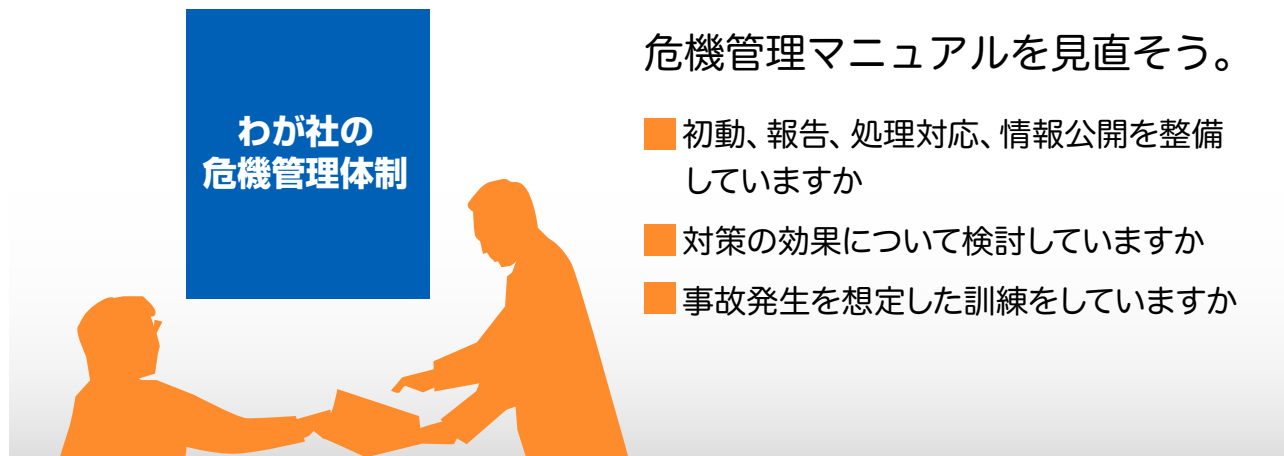 わが社の
危機管理体制
危機管理マニュアルを見直そう。
初動、報告、処理対応、情報公開を整備
していますか
対策の効果について検討していますか
事故発生を想定した訓練をしていますか